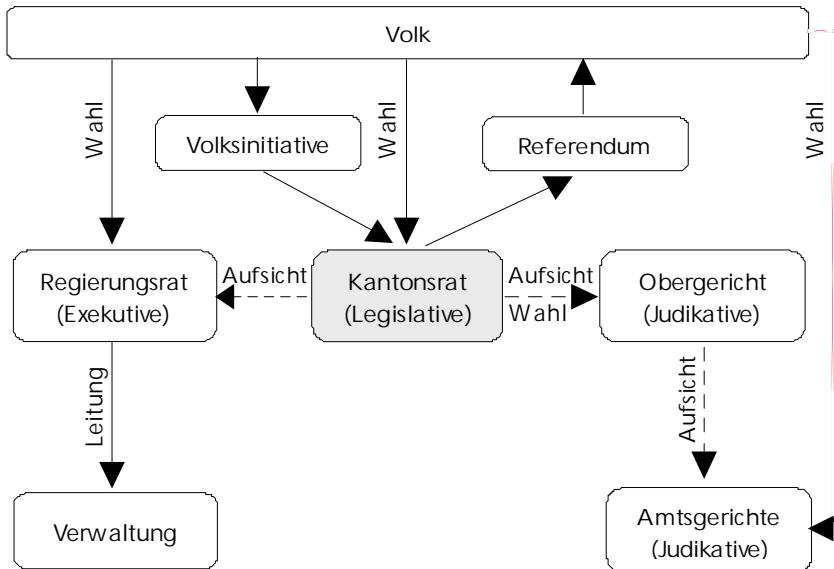 Volk
Wahl
Wahl
Wahl
Volksinitiative
Referendum
Regierungsrat
(Exekutive)
Aufsicht
Kantonsrat
(Legislative)
Aufsicht
Wahl
Obergericht
(Judikative)
Leitung
Aufsicht
Verwaltung
Amtsgerichte
(Judikative)